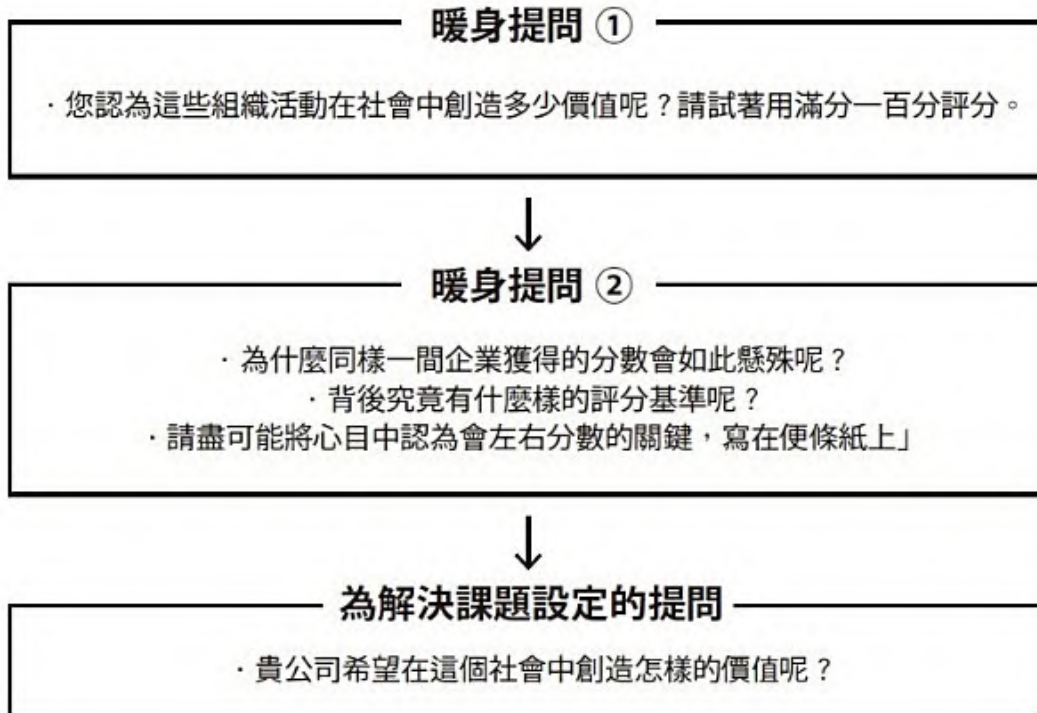 暖身提問 ①
· 您認為這些組織活動在社會中創造多少價值呢？請試著用滿分一百分評分。
↓
暖身提問 ②
· 為什麼同樣一間企業獲得的分數會如此懸殊呢？
· 背後究竟有什麼樣的評分基準呢？
· 請盡可能將心目中認為會左右分數的關鍵，寫在便條紙上」
↓
為解決課題設定的提問
· 貴公司希望在這個社會中創造怎樣的價值呢？